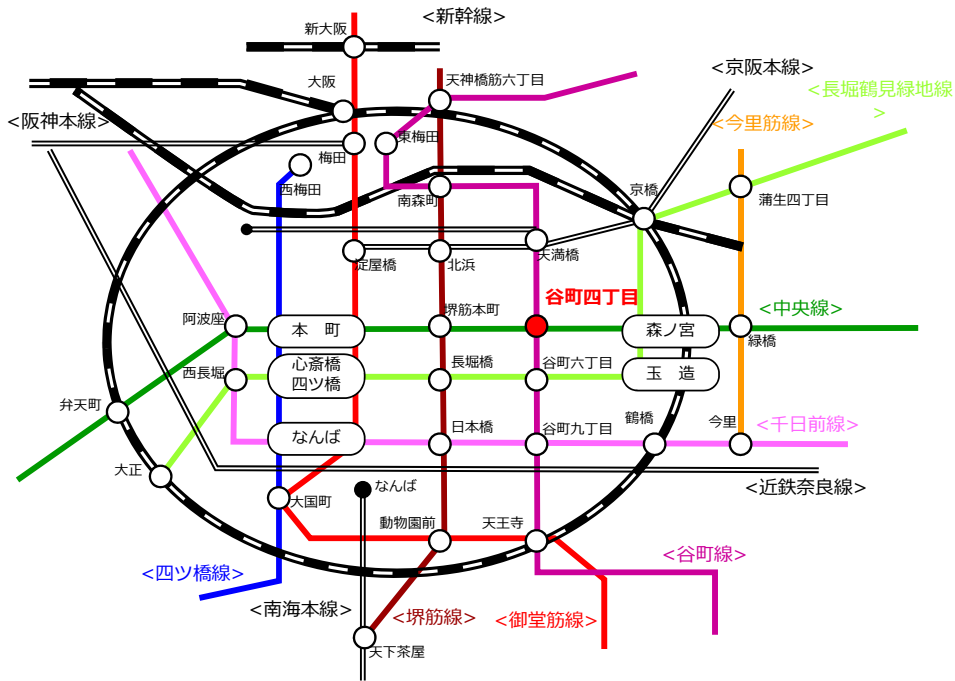 <新幹線>
新大阪
<京阪本線>
大阪
天神橋筋六丁目
<長堀鶴見緑地線
>
<阪神本線>
<今里筋線>
東梅田
梅田
西梅田
京橋
蒲生四丁目
南森町
天満橋
淀屋橋
北浜
谷町四丁目
<中央線>
堺筋本町
阿波座
本　町
森ノ宮
緑橋
心斎橋
四ツ橋
長堀橋
谷町六丁目
西長堀
玉　造
弁天町
鶴橋
今里
<千日前線>
日本橋
谷町九丁目
なんば
大正
なんば
<近鉄奈良線>
大国町
動物園前
天王寺
<谷町線>
<四ツ橋線>
<南海本線>
<堺筋線>
<御堂筋線>
天下茶屋